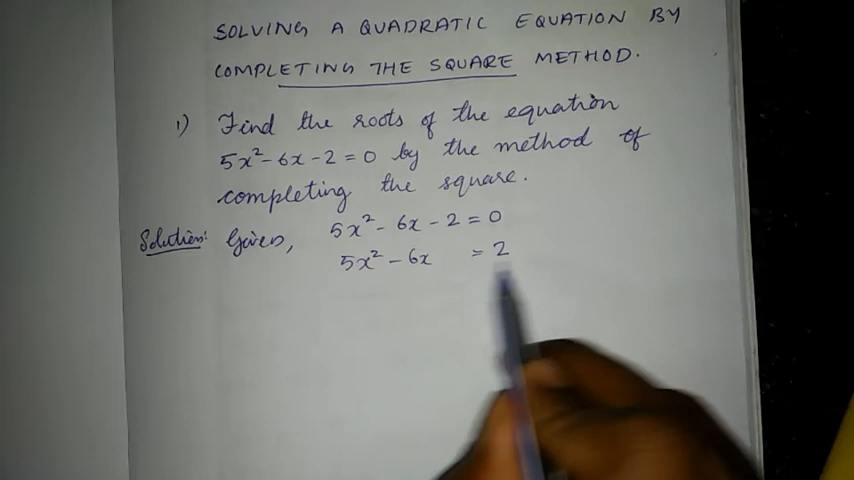 SOLVING A QUADRATIC EQUATION BY
COMPLETING THE SQUARE METHOD.
1) Find the roots of the equation
5x² - 6x - 2 = 0 by the method of
completing the square.
Solution: Given, 5x² - 6x - 2 = 0
5x² - 6x = 2